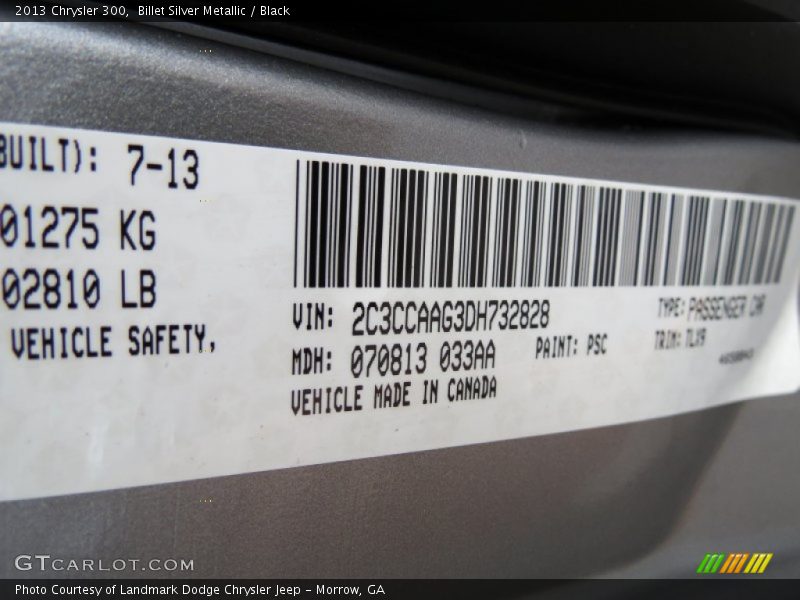 2013 Chrysler 300, Billet Silver Metallic / Black
BUILT): 7-13
01275 KG
02810 LB
VEHICLE SAFETY,
VIN: 2C3CCAAG3DH732828
TYPE: PASSENGER CAR
MDH: 070813 033AA
PAINT: PSC
TRIM: TLX9
VEHICLE MADE IN CANADA
GTCARLOT.COM
Photo Courtesy of Landmark Dodge Chrysler Jeep – Morrow, GA